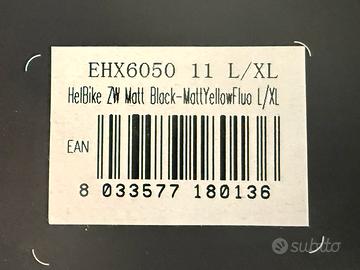 EHX6050 11 L/XL
HelBike ZW Matt Black-MattYellowFluo L/XL
EAN
8 033577 180136
subito